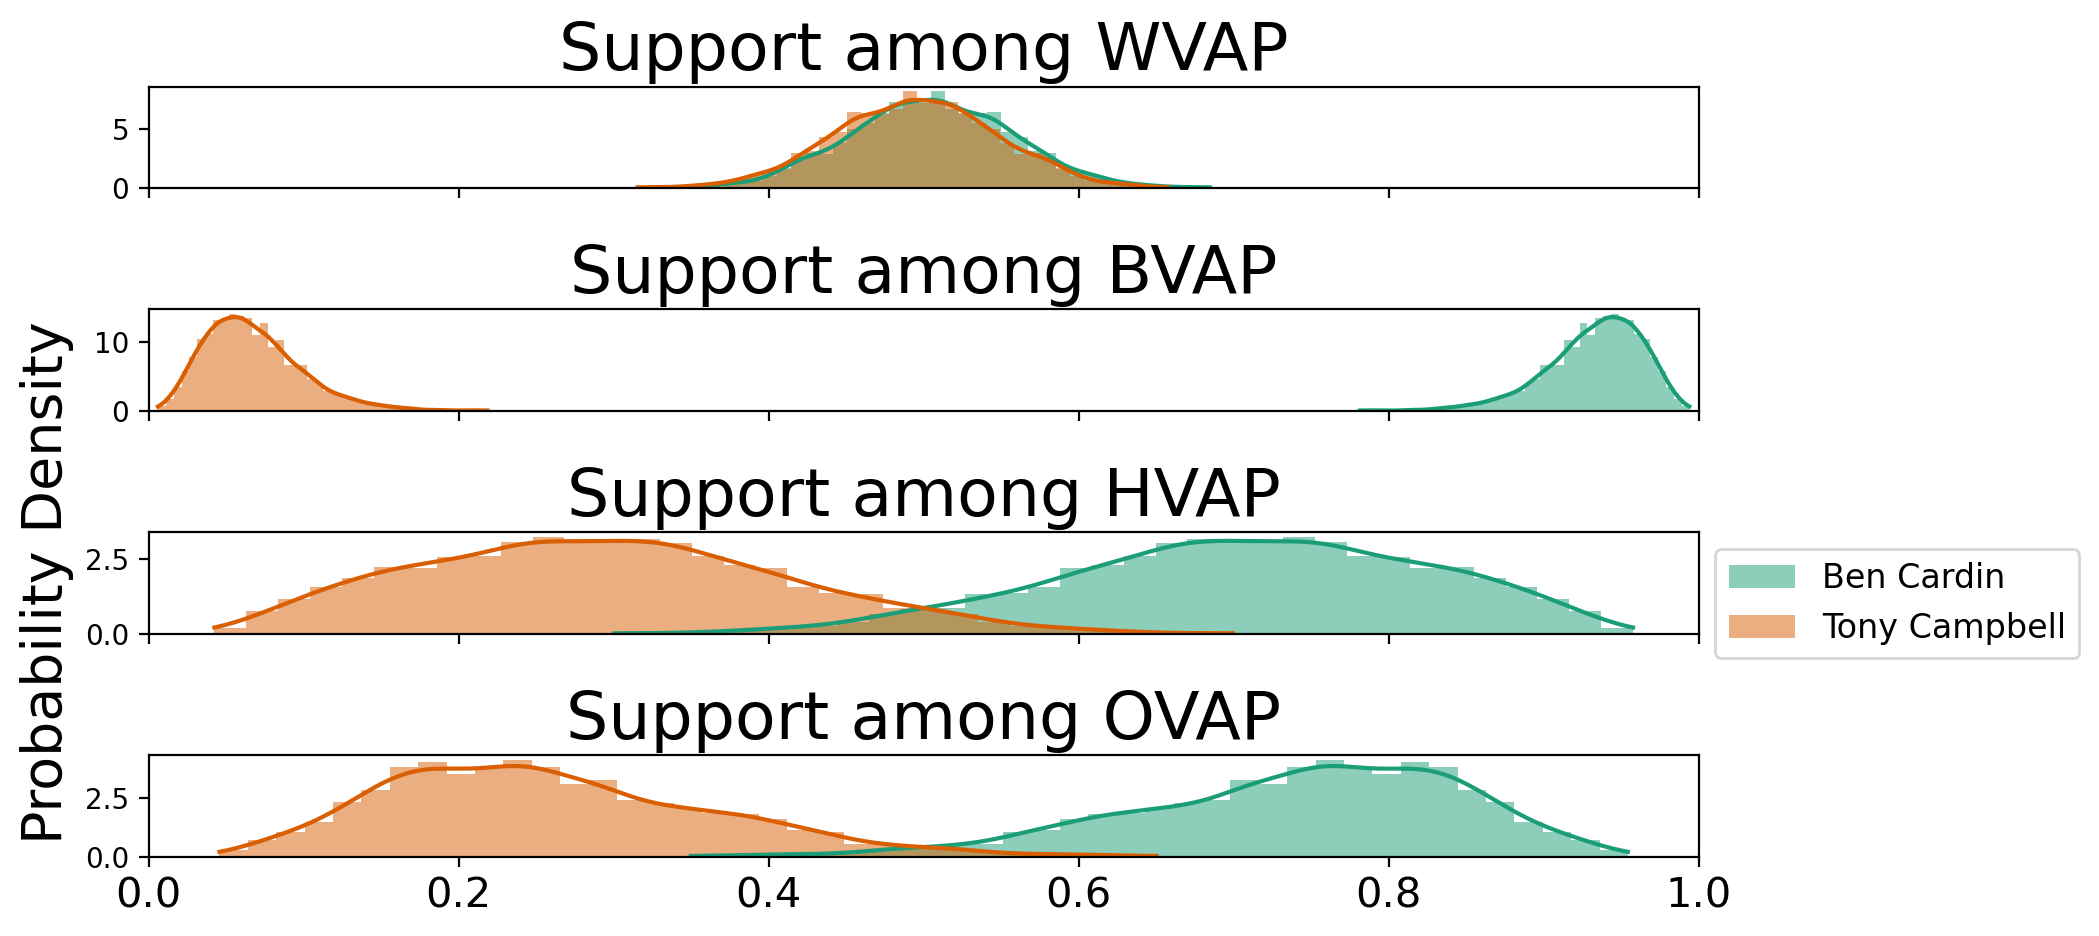 Support among WVAP
5
0
Support among BVAP
10
0
Support among HVAP
2.5
0.0
Support among OVAP
2.5
0.0
0.0 0.2 0.4 0.6 0.8 1.0
Probability Density
Ben Cardin
Tony Campbell